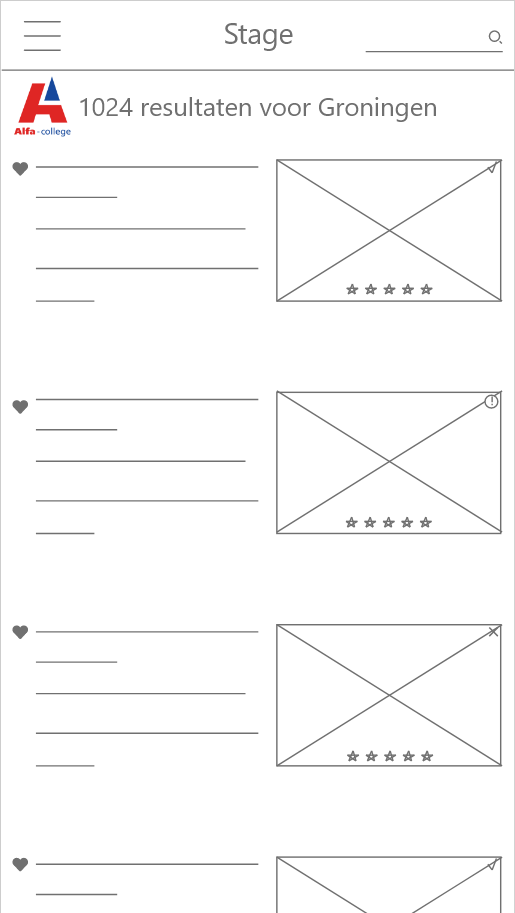 Stage
1024 resultaten voor Groningen
Alfa-college